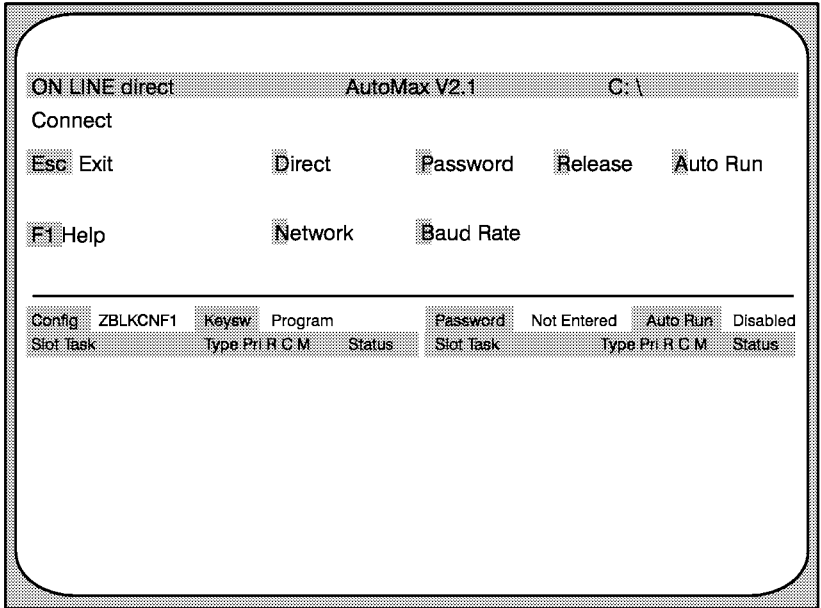 ON LINE direct AutoMax V2.1 C: \
Connect
Esc Exit Direct Password Release Auto Run
F1 Help Network Baud Rate
Config ZBLKCNF1 Keysw Program Password Not Entered Auto Run Disabled
Slot Task Type Pri R C M Status Slot Task Type Pri R C M Status